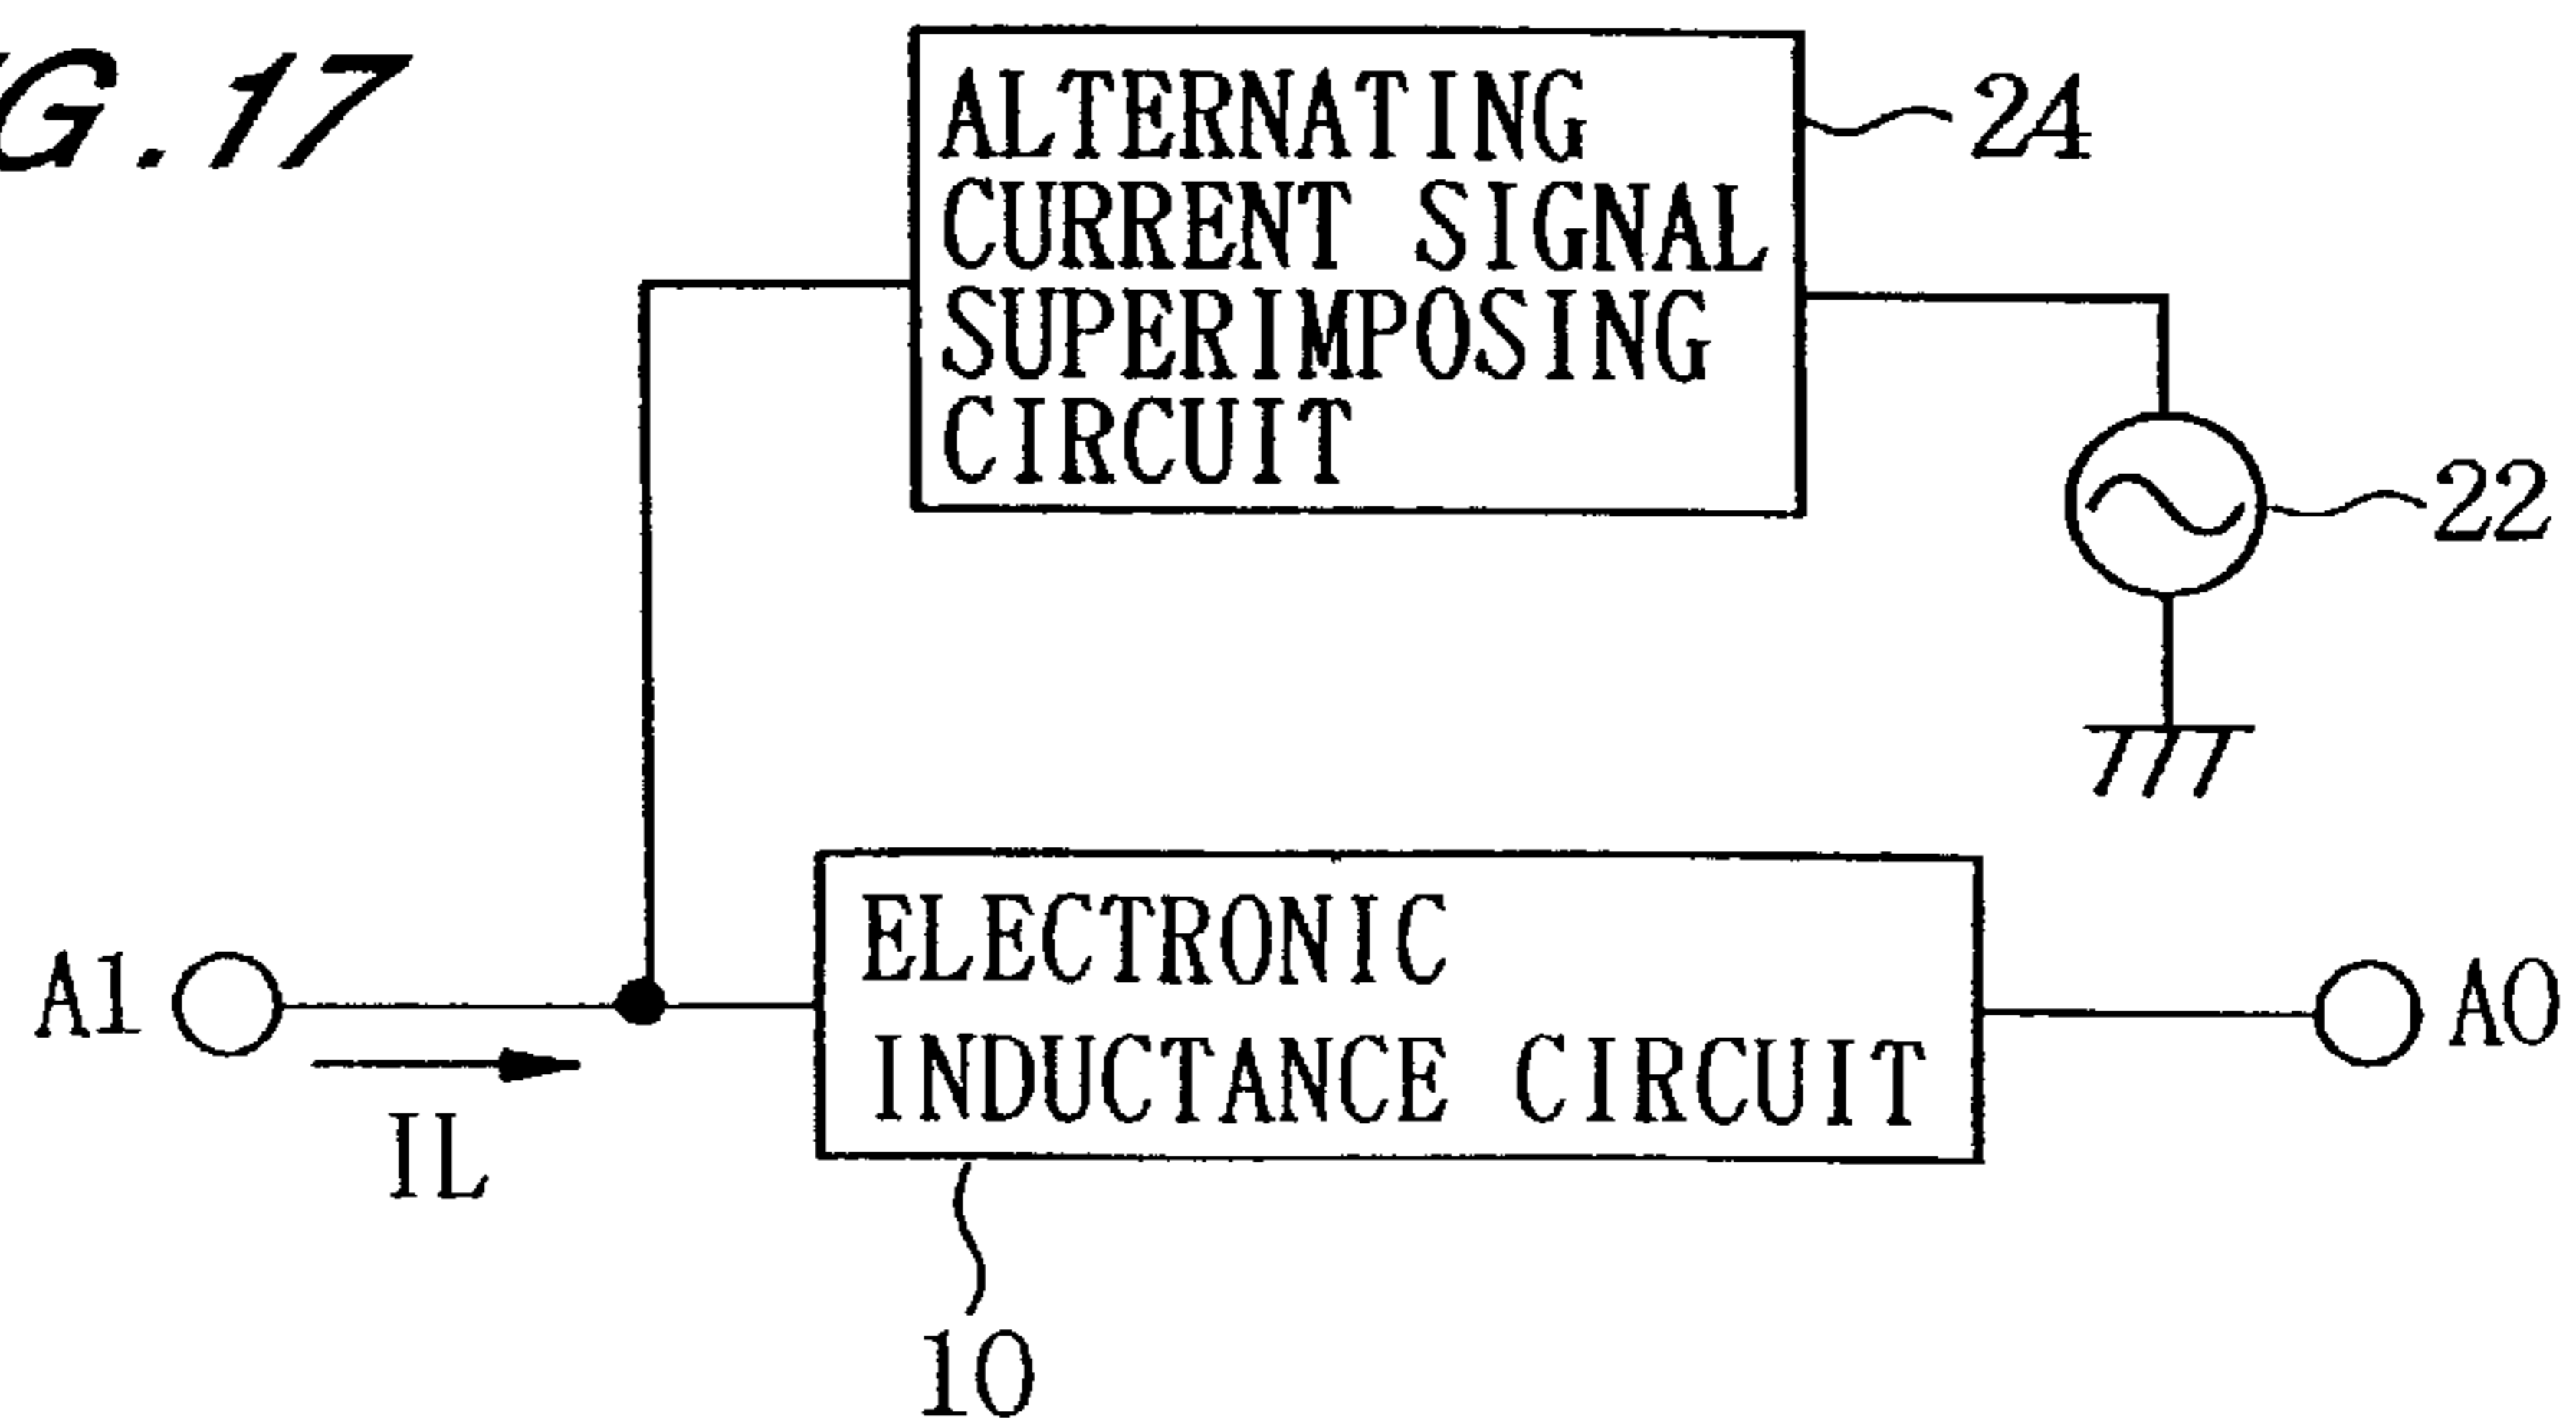 G.17
ALTERNATING
CURRENT SIGNAL
SUPERIMPOSING
CIRCUIT
24
22
A1
IL
ELECTRONIC
INDUCTANCE CIRCUIT
A0
10